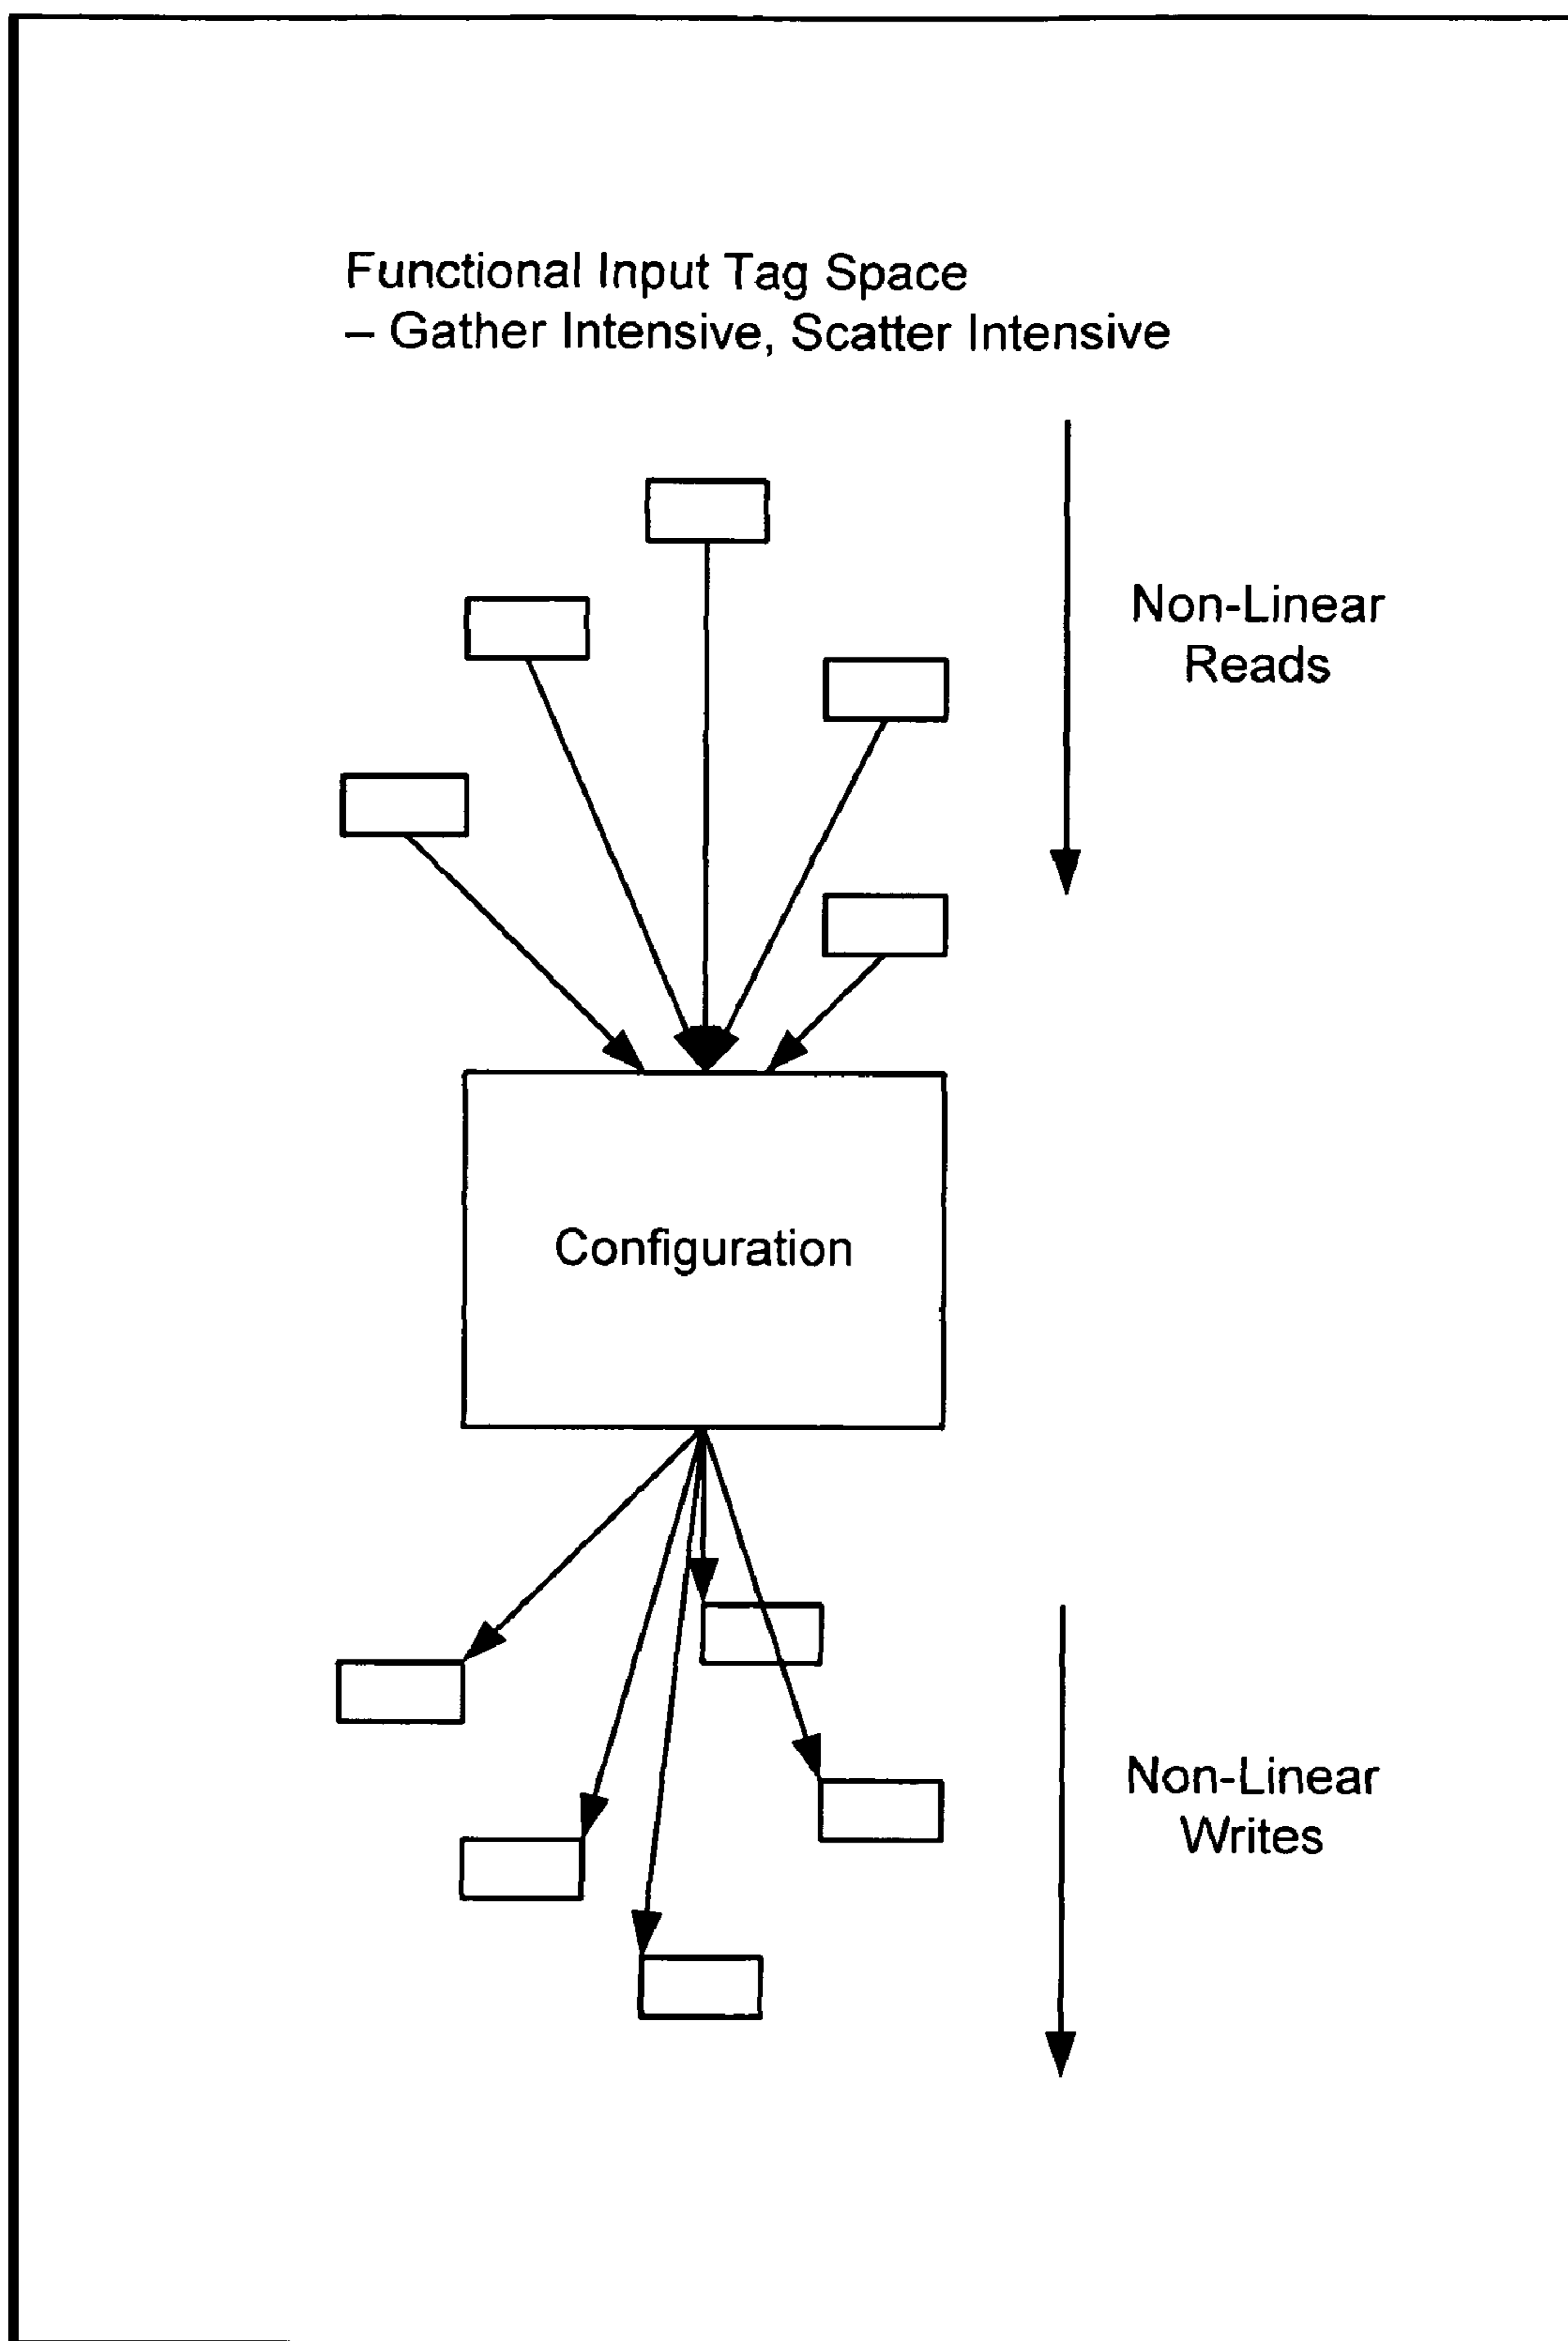 Functional Input Tag Space
– Gather Intensive, Scatter Intensive
Non-Linear
Reads
Configuration
Non-Linear
Writes